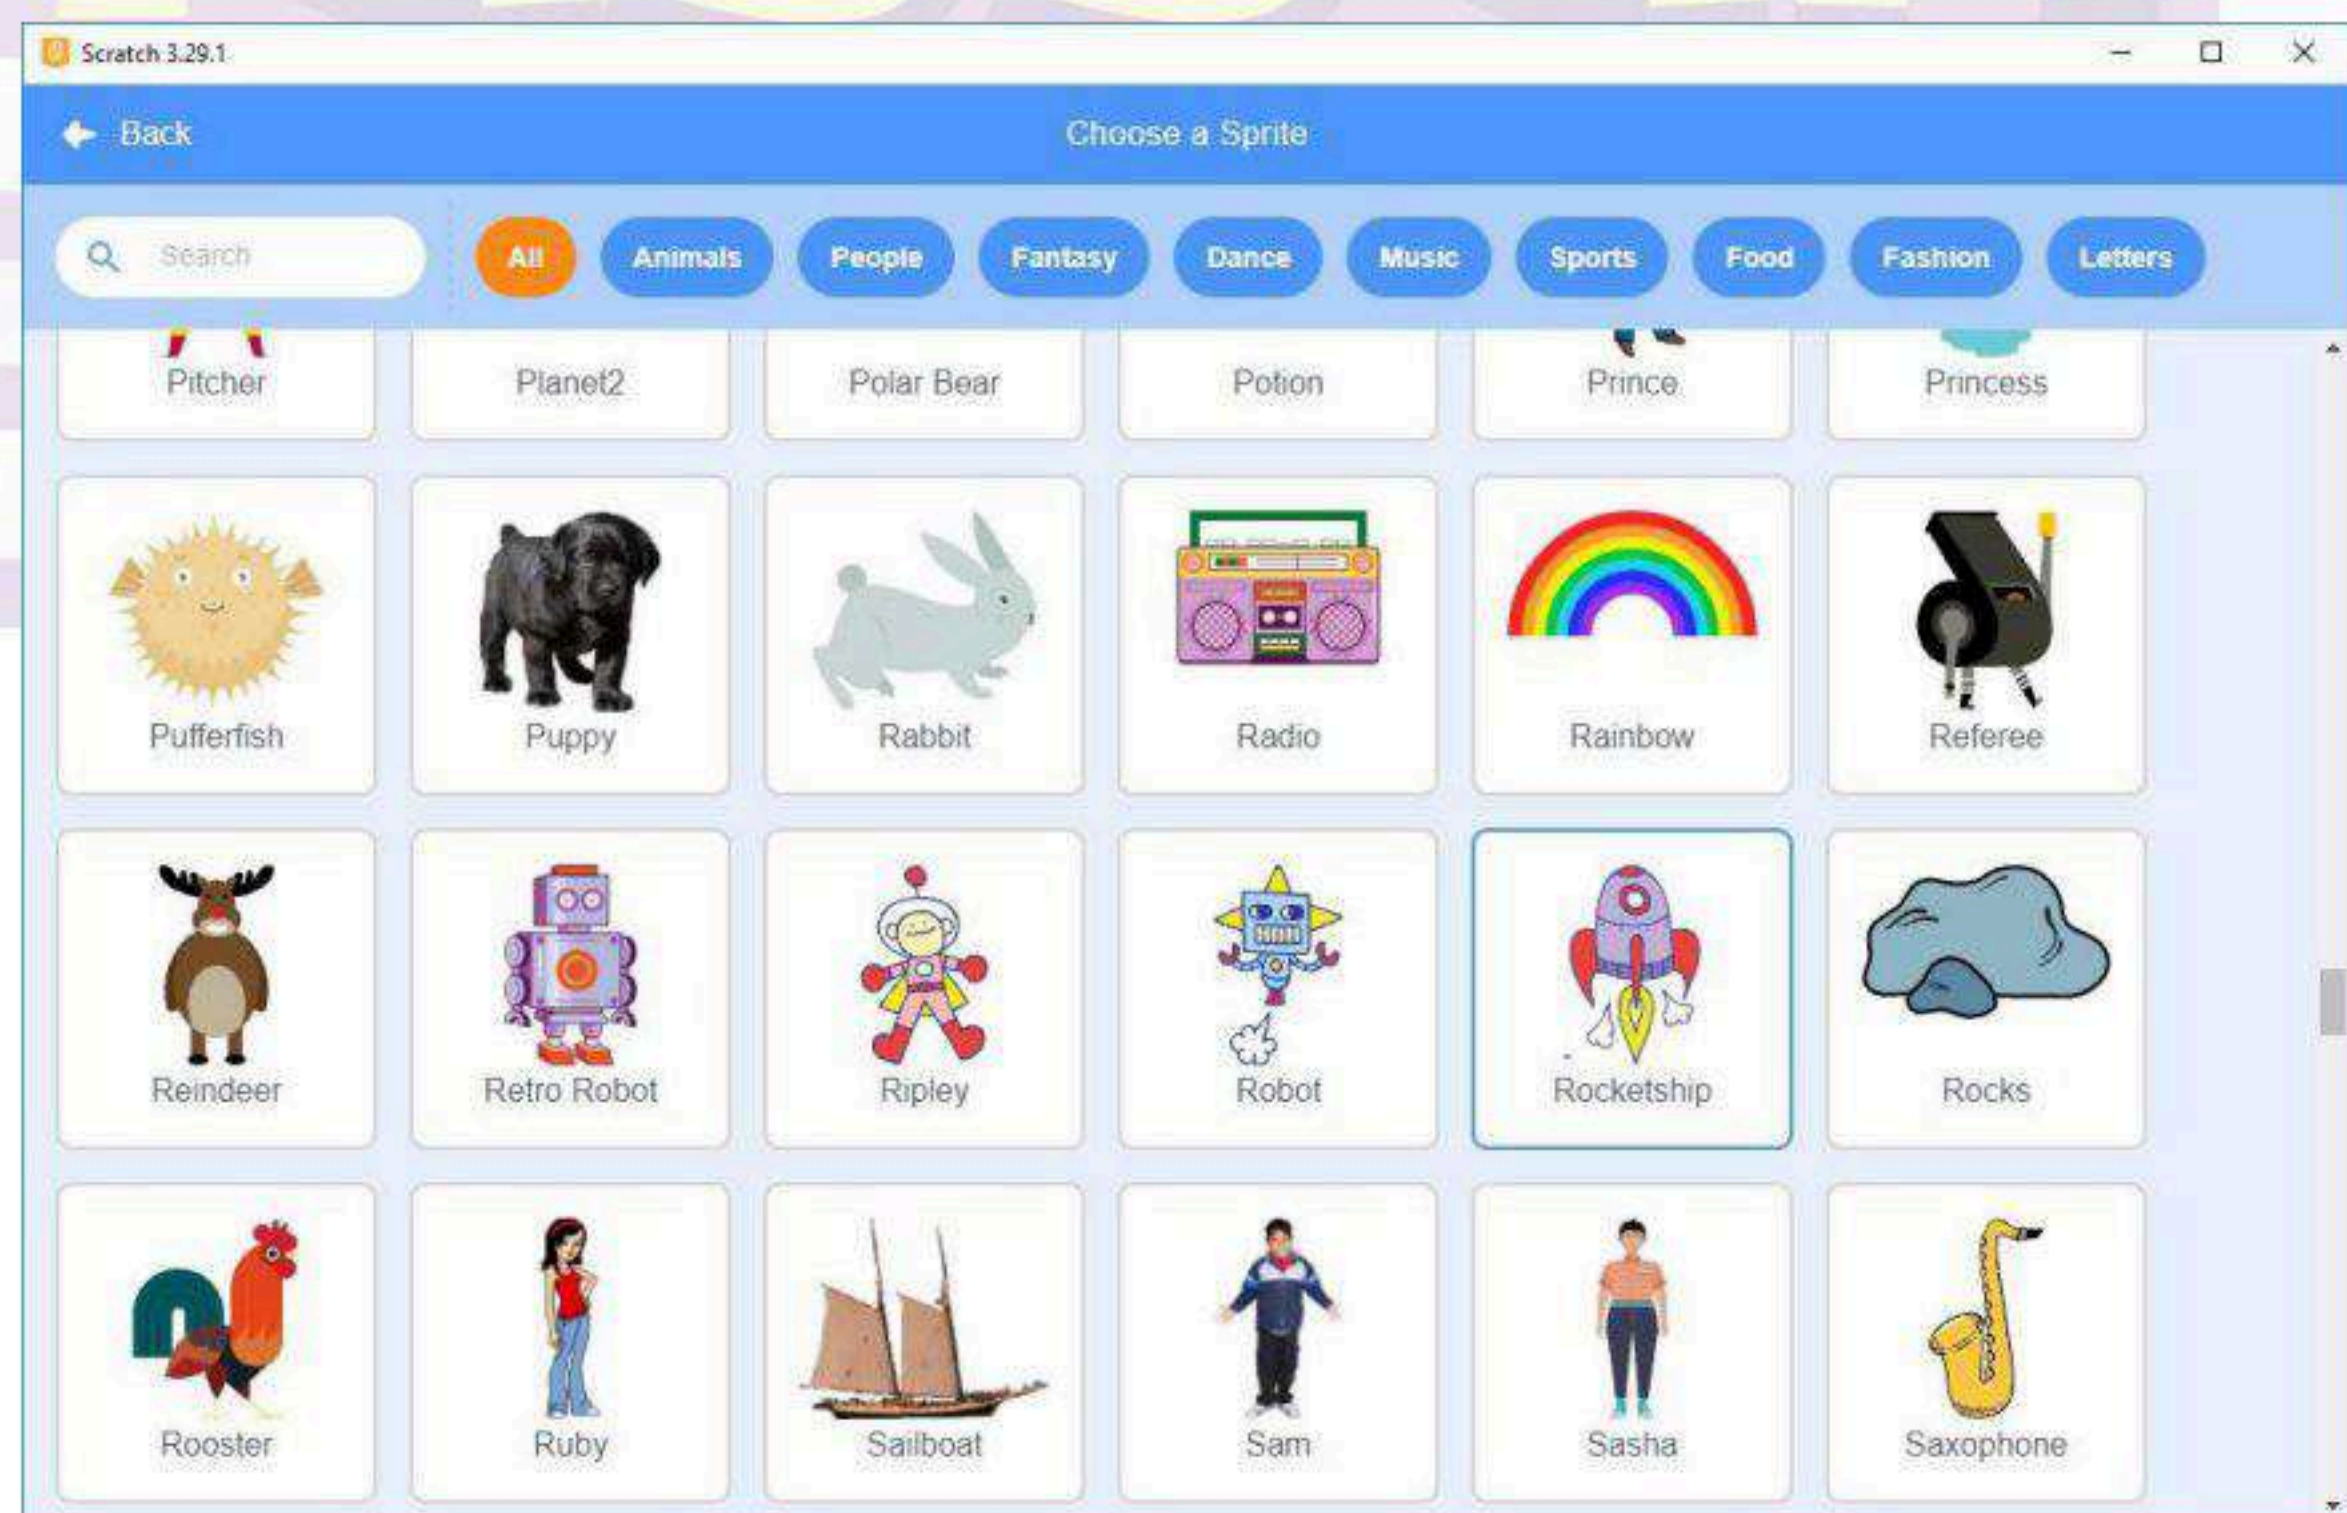 Scratch 3.29.1
Back Choose a Sprite
Search All Animals People Fantasy Dance Music Sports Food Fashion Letters
Pitcher Planet2 Polar Bear Potion Prince Princess
Pufferfish Puppy Rabbit Radio Rainbow Referee
Reindeer Retro Robot Ripley Robot Rocketship Rocks
Rooster Ruby Sailboat Sam Sasha Saxophone